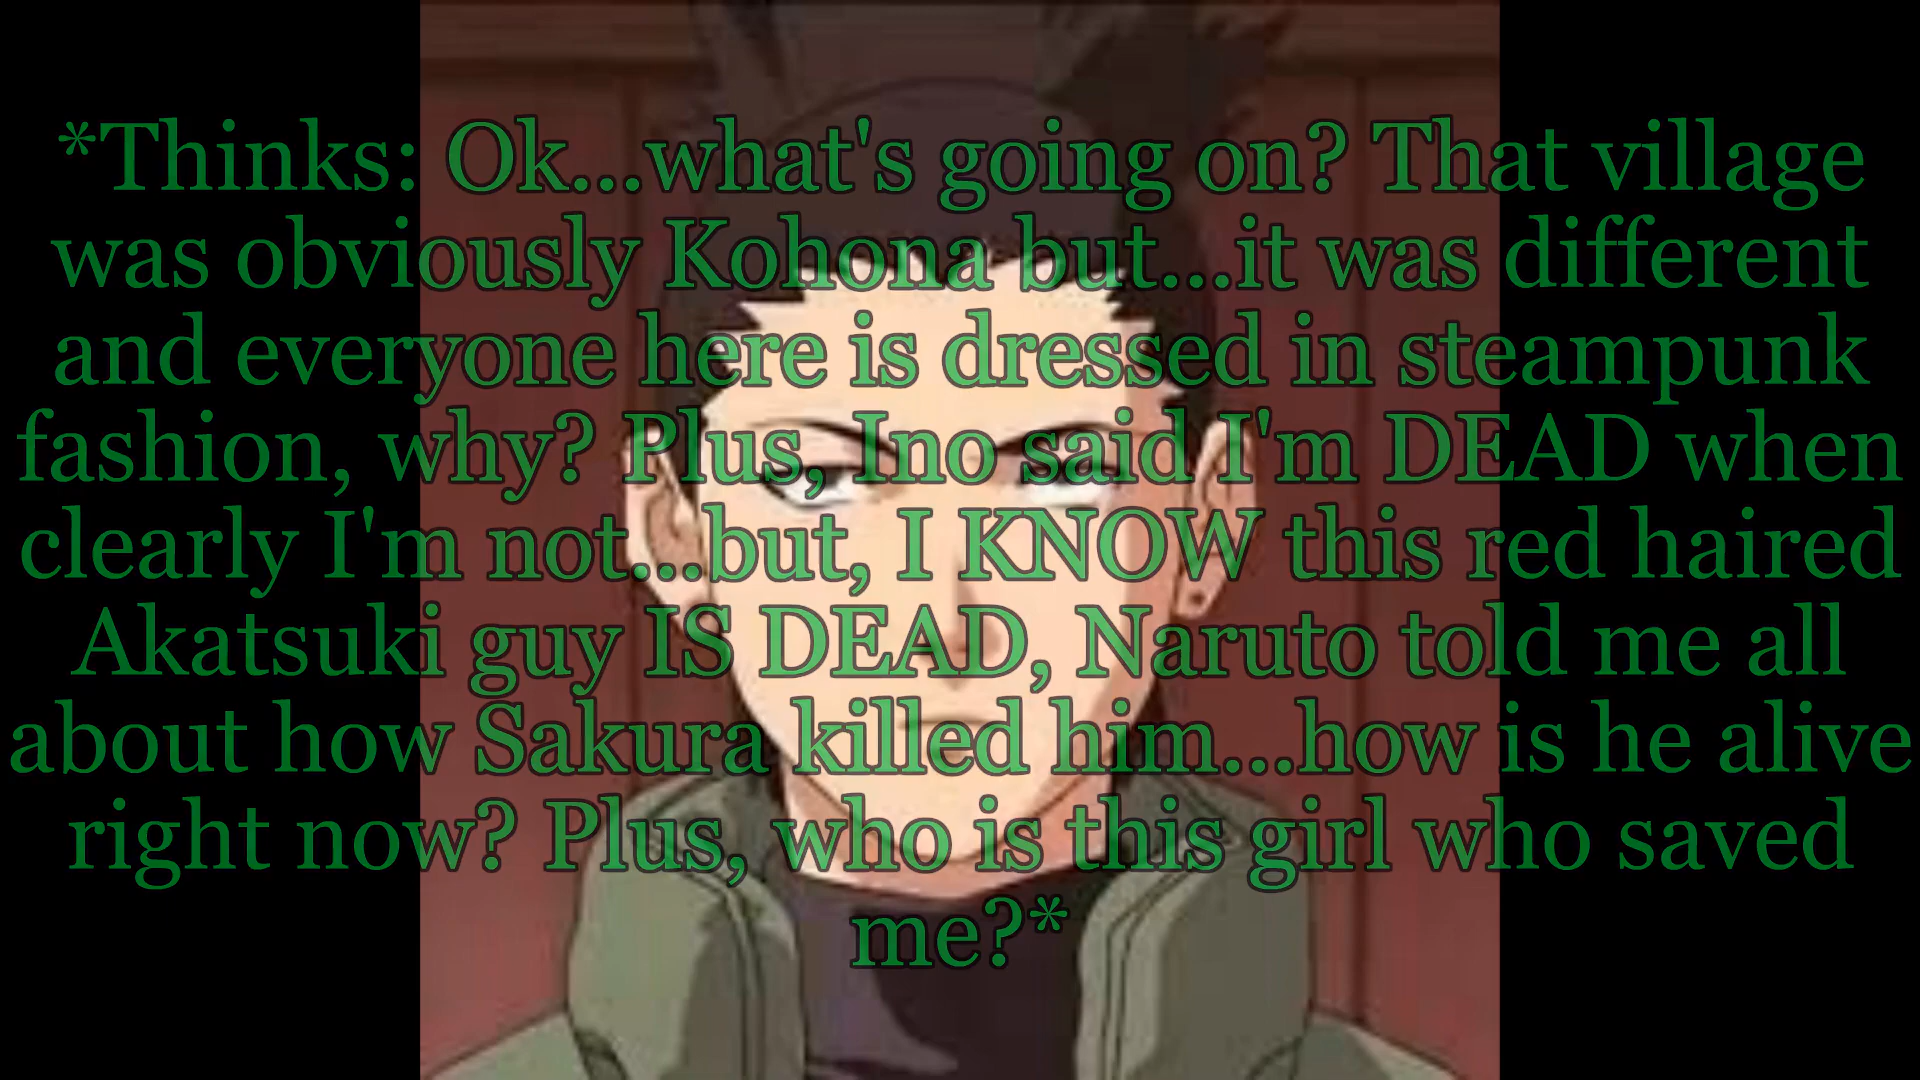 *Thinks: Ok...what's going on? That village
was obviously Kohona but...it was different
and everyone here is dressed in steampunk
fashion, why? Plus, Ino said I'm DEAD when
clearly I'm not...but, I KNOW this red haired
Akatsuki guy IS DEAD, Naruto told me all
about how Sakura killed him...how is he alive
right now? Plus, who is this girl who saved
me?*